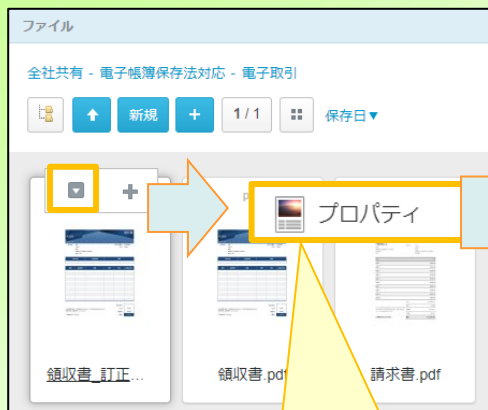 ファイル
全社共有 - 電子帳簿保存法対応 - 電子取引
新規
1 / 1
保存日▼
プロパティ
領収書_訂正...
領収書.pdf
請求書.pdf